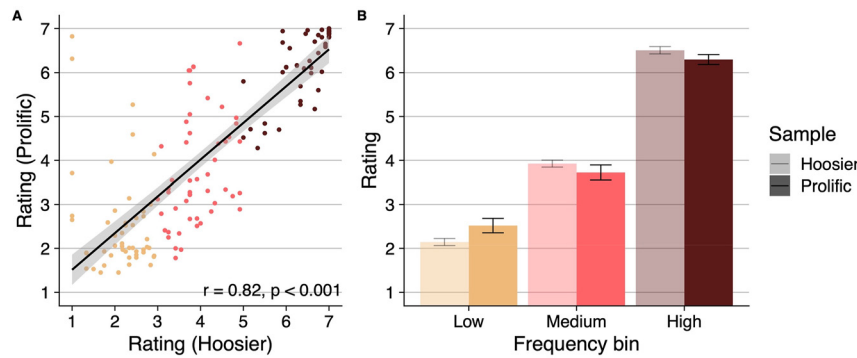 A
7
6
5
4
3
2
1
Rating (Prolific)
r = 0.82, p < 0.001
1 2 3 4 5 6 7
Rating (Hoosier)
B
7
6
5
4
3
2
1
Rating
Low Medium High
Frequency bin
Sample
Hoosier
Prolific